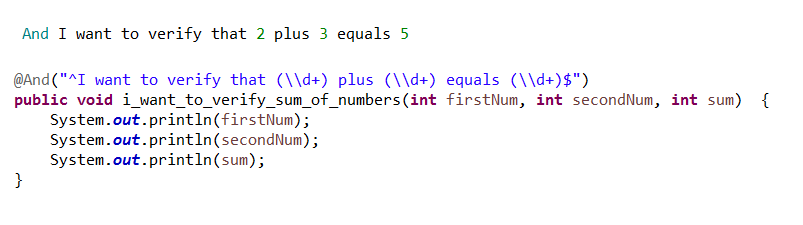 And I want to verify that 2 plus 3 equals 5
@And("^I want to verify that (\\d+) plus (\\d+) equals (\\d+)$")
public void i_want_to_verify_sum_of_numbers(int firstNum, int secondNum, int sum)  {
    System.out.println(firstNum);
    System.out.println(secondNum);
    System.out.println(sum);
}